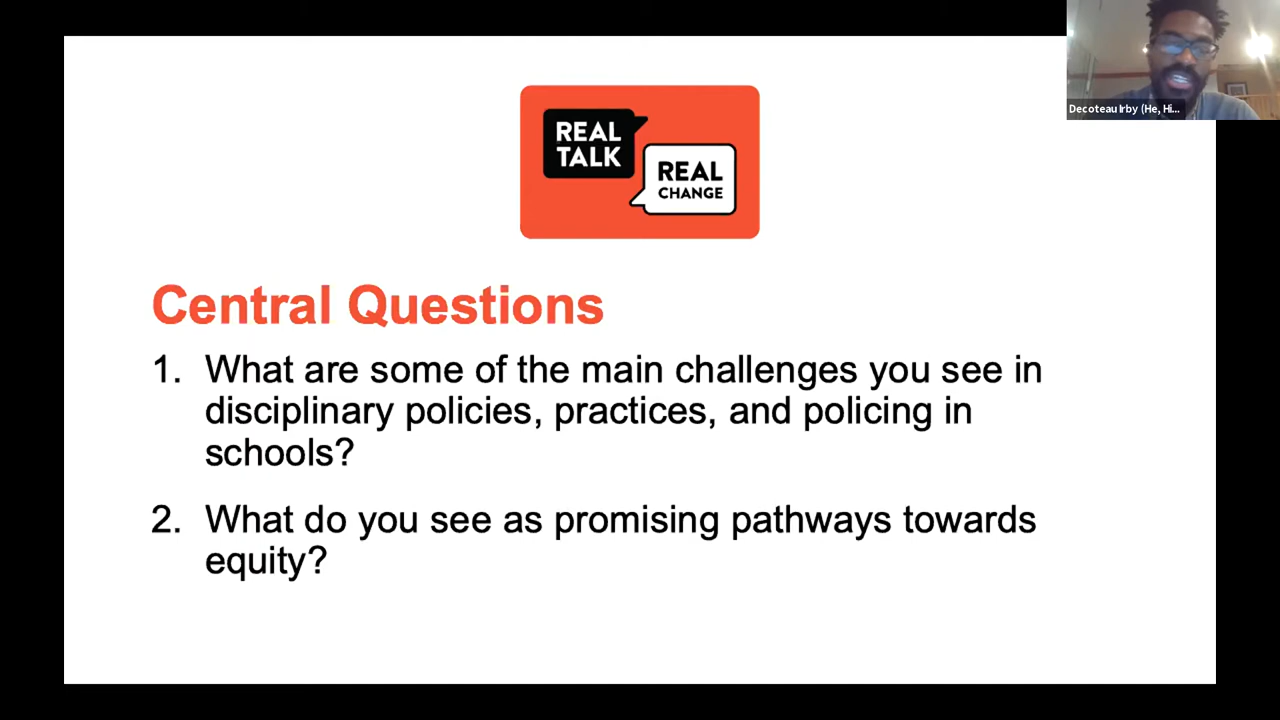 Decoteau Irby (He, Hi...
REAL
TALK
REAL
CHANGE
Central Questions
1. What are some of the main challenges you see in
disciplinary policies, practices, and policing in
schools?
2. What do you see as promising pathways towards
equity?